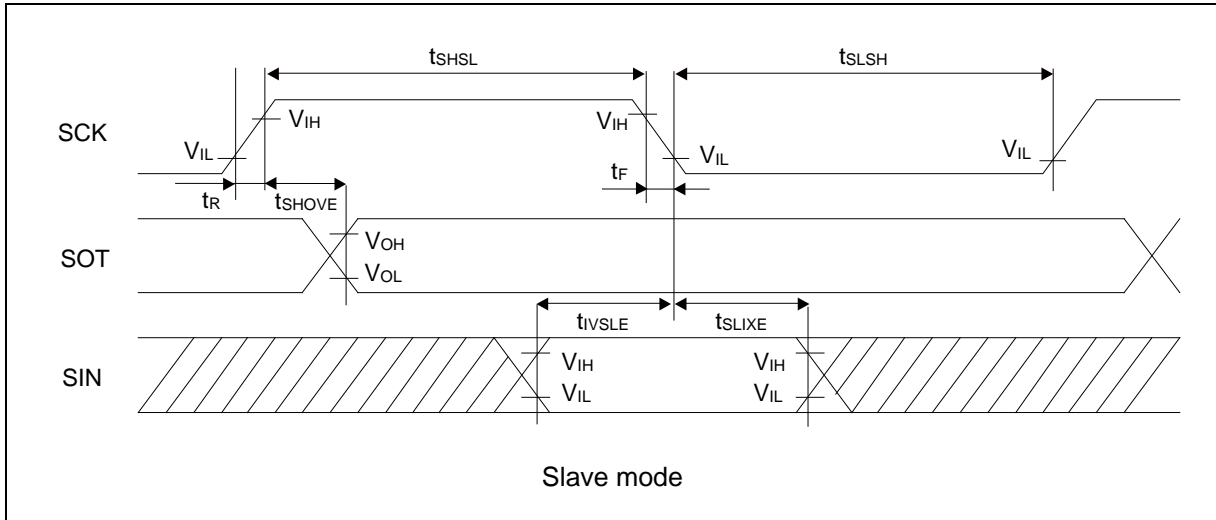 tSHSL
tSLSH
SCK
VIH
VIH
VIL
VIL
VIL
tR
tSHOVE
tF
SOT
VOH
VOL
tIVSLE
tSLIXE
SIN
VIH
VIH
VIL
VIL
Slave mode